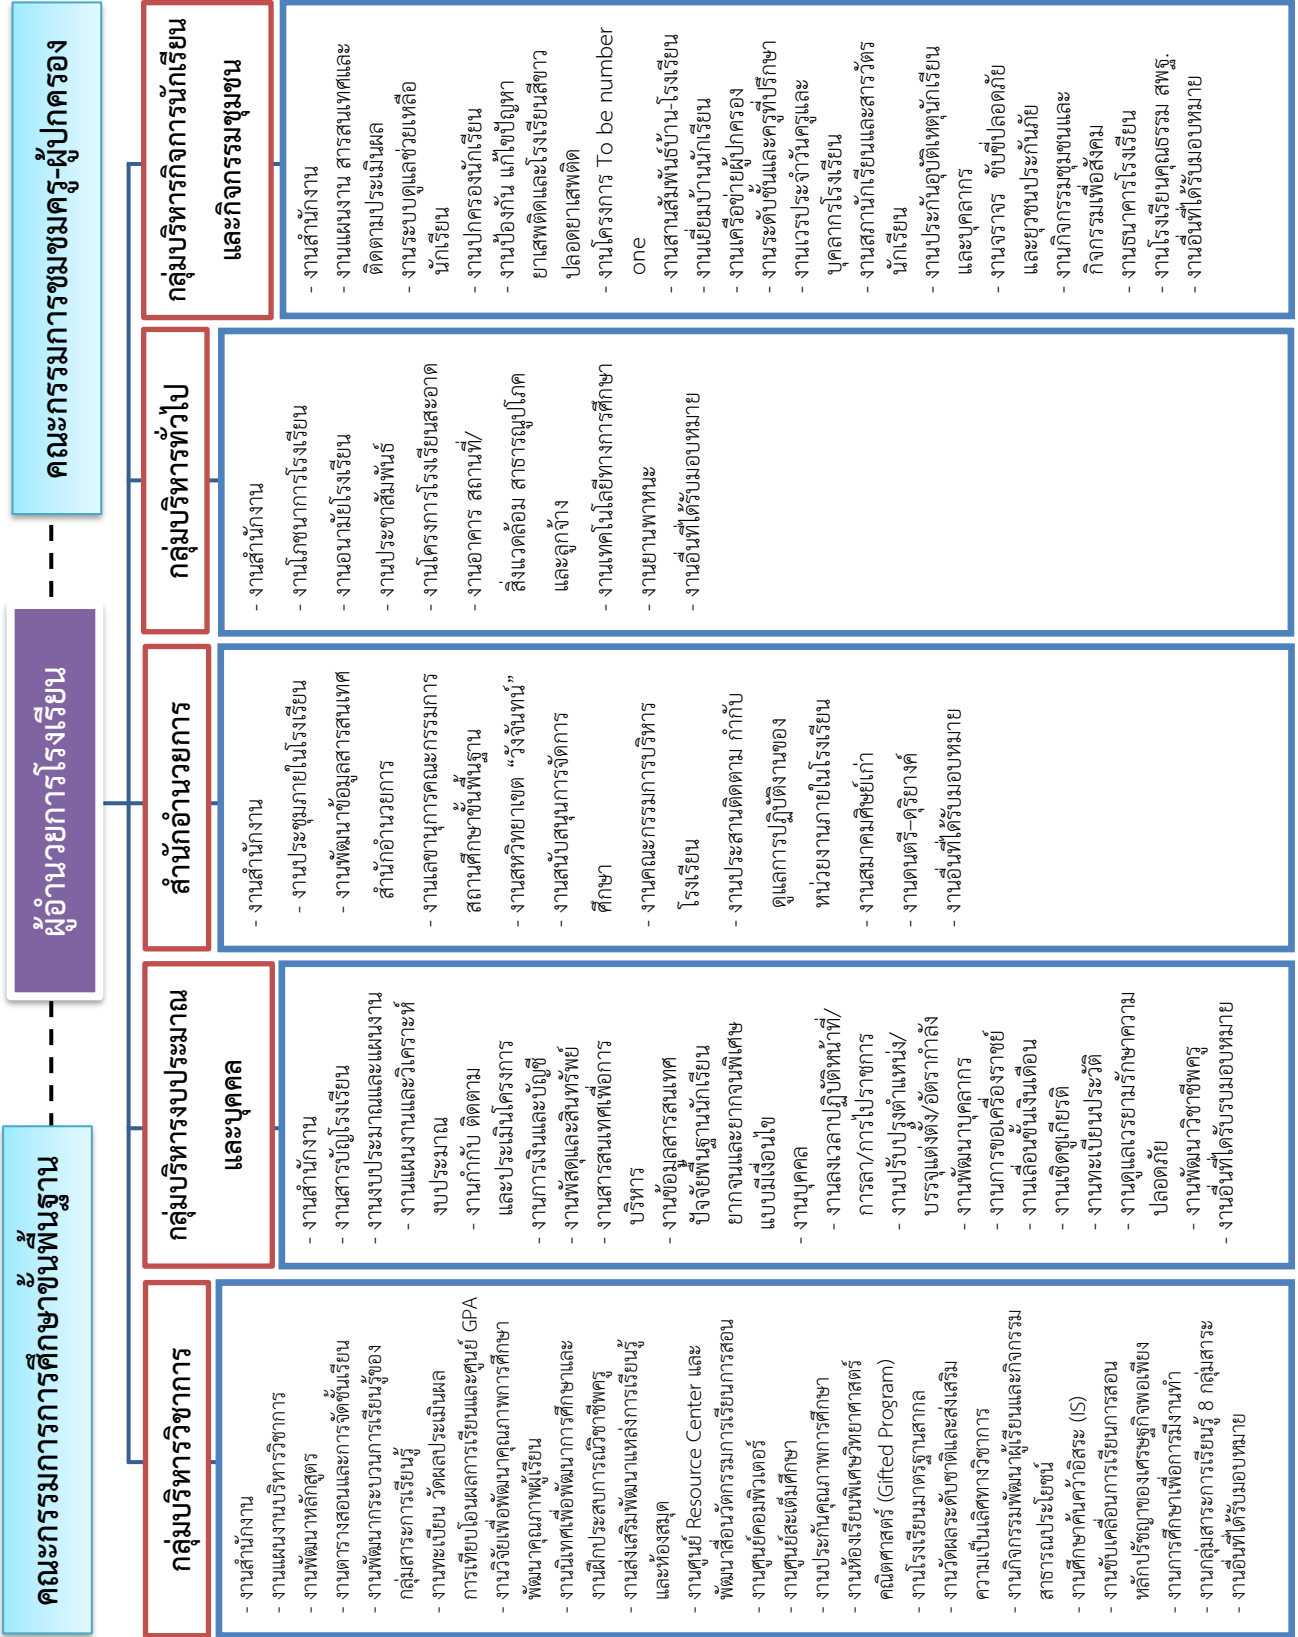 คณะกรรมการการศึกษาขั้นพื้นฐาน
ผู้อำนวยการโรงเรียน
คณะกรรมการชมชมครู-ผู้ปกครอง
กลุ่มบริหารวิชาการ
- งานสำนักงาน
- งานแผนงานบริหารวิชาการ
- งานพัฒนาหลักสูตร
- งานตารางสอนและการจัดชั้นเรียน
- งานพัฒนากระบวนการเรียนรู้ของ
กลุ่มสาระการเรียนรู้
- งานทะเบียน วัดผลประเมินผล
การเทียบโอนผลการเรียนและศูนย์ GPA
- งานวิจัยเพื่อพัฒนาคุณภาพการศึกษา
พัฒนาคุณภาพผู้เรียน
- งานนิเทศเพื่อพัฒนาการศึกษาและ
งานฝึกประสบการณ์วิชาชีพครู
- งานส่งเสริมพัฒนาแหล่งการเรียนรู้
และห้องสมุด
- งานศูนย์ Resource Center และ
พัฒนาสื่อนวัตกรรมการเรียนการสอน
- งานศูนย์คอมพิวเตอร์
- งานศูนย์สะเต็มศึกษา
- งานประกันคุณภาพการศึกษา
- งานห้องเรียนพิเศษวิทยาศาสตร์
คณิตศาสตร์ (Gifted Program)
- งานโรงเรียนมาตรฐานสากล
- งานวัดผลระดับชาติและส่งเสริม
ความเป็นเลิศทางวิชาการ
- งานกิจกรรมพัฒนาผู้เรียนและกิจกรรม
สาธารณประโยชน์
- งานศึกษาค้นคว้าอิสระ (IS)
- งานขับเคลื่อนการเรียนการสอน
หลักปรัชญาของเศรษฐกิจพอเพียง
- งานการศึกษาเพื่อการมีงานทำ
- งานกลุ่มสาระการเรียนรู้ 8 กลุ่มสาระ
- งานอื่นที่ได้รับมอบหมาย
กลุ่มบริหารงบประมาณ
และบุคคล
- งานสำนักงาน
- งานสารบัญโรงเรียน
- งานงบประมาณและแผนงาน
- งานแผนงานและวิเคราะห์
งบประมาณ
- งานกำกับ ติดตาม
และประเมินโครงการ
- งานการเงินและบัญชี
- งานพัสดุและสินทรัพย์
- งานสารสนเทศเพื่อการ
บริหาร
- งานข้อมูลสารสนเทศ
ปัจจัยพื้นฐานนักเรียน
ยากจนและยากจนพิเศษ
แบบมีเงื่อนไข
- งานบุคคล
- งานลงเวลาปฏิบัติหน้าที่/
การลา/การไปราชการ
- งานปรับปรุงตำแหน่ง/
บรรจุแต่งตั้ง/อัตรากำลัง
- งานพัฒนาบุคลากร
- งานการขอเครื่องราชย์
- งานเลื่อนขั้นเงินเดือน
- งานเชิดชูเกียรติ
- งานทะเบียนประวัติ
- งานดูแลเวรยามรักษาความ
ปลอดภัย
- งานพัฒนาวิชาชีพครู
- งานอื่นที่ได้รับรบมอบหมาย
สำนักอำนวยการ
- งานสำนักงาน
- งานประชุมภายในโรงเรียน
- งานพัฒนาข้อมูลสารสนเทศ
สำนักอำนวยการ
- งานเลขานุการคณะกรรมการ
สถานศึกษาขั้นพื้นฐาน
- งานสหวิทยาเขต “วังจันทน์”
- งานสนับสนุนการจัดการ
ศึกษา
- งานคณะกรรมการบริหาร
โรงเรียน
- งานประสานติดตาม กำกับ
ดูแลการปฏิบัติงานของ
หน่วยงานภายในโรงเรียน
- งานสมาคมศิษย์เก่า
- งานดนตรี–ดุริยางค์
- งานอื่นที่ได้รับมอบหมาย
กลุ่มบริหารทั่วไป
- งานสำนักงาน
- งานโภชนาการโรงเรียน
- งานอนามัยโรงเรียน
- งานประชาสัมพันธ์
- งานโครงการโรงเรียนสะอาด
- งานอาคาร สถานที่/
สิ่งแวดล้อม สาธารณูปโภค
และลูกจ้าง
- งานเทคโนโลยีทางการศึกษา
- งานยานพาหนะ
- งานอื่นที่ได้รับมอบหมาย
กลุ่มบริหารกิจการนักเรียน
และกิจกรรมชุมชน
- งานสำนักงาน
- งานแผนงาน สารสนเทศและ
ติดตามประเมินผล
- งานระบบดูแลช่วยเหลือ
นักเรียน
- งานปกครองนักเรียน
- งานป้องกัน แก้ไขปัญหา
ยาเสพติดและโรงเรียนสีขาว
ปลอดยาเสพติด
- งานโครงการ To be number
one
- งานสานสัมพันธ์บ้าน-โรงเรียน
- งานเยี่ยมบ้านนักเรียน
- งานเครือข่ายผู้ปกครอง
- งานระดับชั้นและครูที่ปรึกษา
- งานเวรประจำวันครูและ
บุคลากรโรงเรียน
- งานสภานักเรียนและสารวัตร
นักเรียน
- งานประกันอุบัติเหตุนักเรียน
และบุคลากร
- งานจราจร ขับขี่ปลอดภัย
และยุวชนประกันภัย
- งานกิจกรรมชุมชนและ
กิจกรรมเพื่อสังคม
- งานธนาคารโรงเรียน
- งานโรงเรียนคุณธรรม สพฐ.
- งานอื่นที่ได้รับมอบหมาย